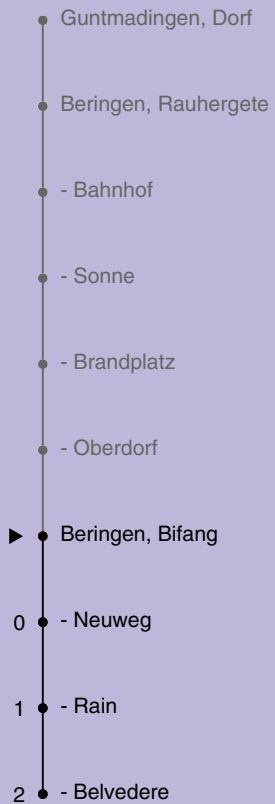 Guntmadingen, Dorf
Beringen, Rauhergete
- Bahnhof
- Sonne
- Brandplatz
- Oberdorf
Beringen, Bifang
0 - Neuweg
1 - Rain
2 - Belvedere